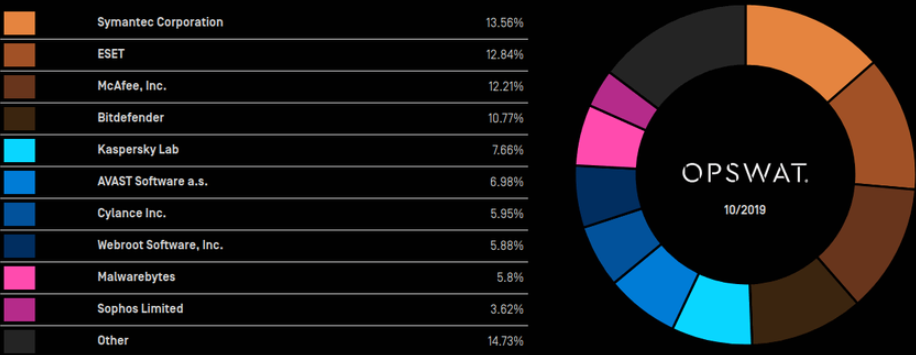 Symantec Corporation 13.56%
ESET 12.84%
McAfee, Inc. 12.21%
Bitdefender 10.77%
Kaspersky Lab 7.66%
AVAST Software a.s. 6.98%
Cylance Inc. 5.95%
Webroot Software, Inc. 5.88%
Malwarebytes 5.8%
Sophos Limited 3.62%
Other 14.73%
OPSWAT.
10/2019